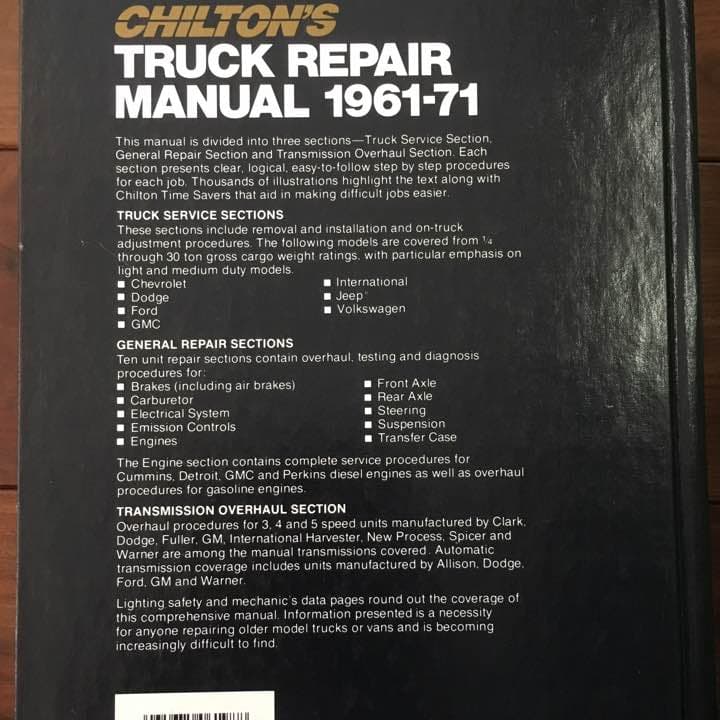 CHILTON'S
TRUCK REPAIR
MANUAL 1961-71
This manual is divided into three sections—Truck Service Section,
General Repair Section and Transmission Overhaul Section. Each
section presents clear, logical, easy-to-follow step by step procedures
for each job. Thousands of illustrations highlight the text along with
Chilton Time Savers that aid in making difficult jobs easier.
TRUCK SERVICE SECTIONS
These sections include removal and installation and on-truck
adjustment procedures. The following models are covered from ¼
through 30 ton gross cargo weight ratings, with particular emphasis on
light and medium duty models.
■ Chevrolet
■ Dodge
■ Ford
■ GMC
■ International
■ Jeep
■ Volkswagen
GENERAL REPAIR SECTIONS
Ten unit repair sections contain overhaul, testing and diagnosis
procedures for:
■ Brakes (including air brakes)
■ Carburetor
■ Electrical System
■ Emission Controls
■ Engines
■ Front Axle
■ Rear Axle
■ Steering
■ Suspension
■ Transfer Case
The Engine section contains complete service procedures for
Cummins, Detroit, GMC and Perkins diesel engines as well as overhaul
procedures for gasoline engines.
TRANSMISSION OVERHAUL SECTION
Overhaul procedures for 3, 4 and 5 speed units manufactured by Clark,
Dodge, Fuller, GM, International Harvester, New Process, Spicer and
Warner are among the manual transmissions covered. Automatic
transmission coverage includes units manufactured by Allison, Dodge,
Ford, GM and Warner.
Lighting safety and mechanic's data pages round out the coverage of
this comprehensive manual. Information presented is a necessity
for anyone repairing older model trucks or vans and is becoming
increasingly difficult to find.